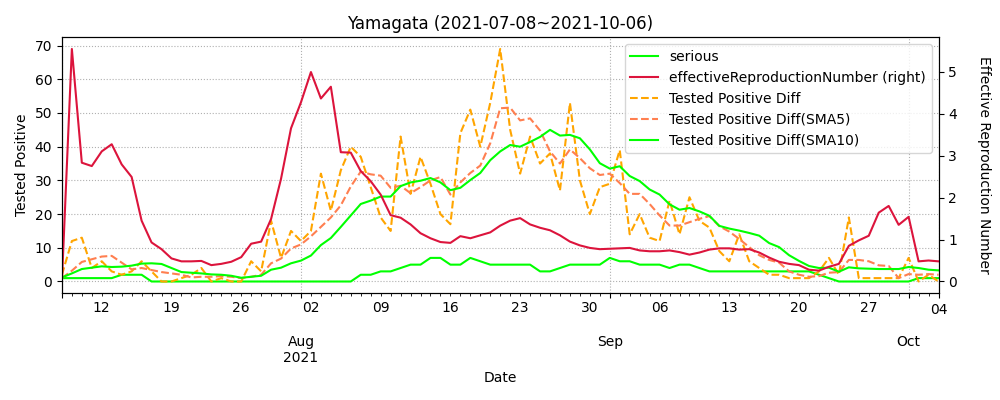 Yamagata (2021-07-08~2021-10-06)
serious
effectiveReproductionNumber (right)
Tested Positive Diff
Tested Positive Diff(SMA5)
Tested Positive Diff(SMA10)
Tested Positive
70
60
50
40
30
20
10
0
5
4
3
2
1
0
Effective Reproduction Number
12 19 26 02 09 16 23 30 06 13 20 27 04
Aug Sep Oct
2021
Date